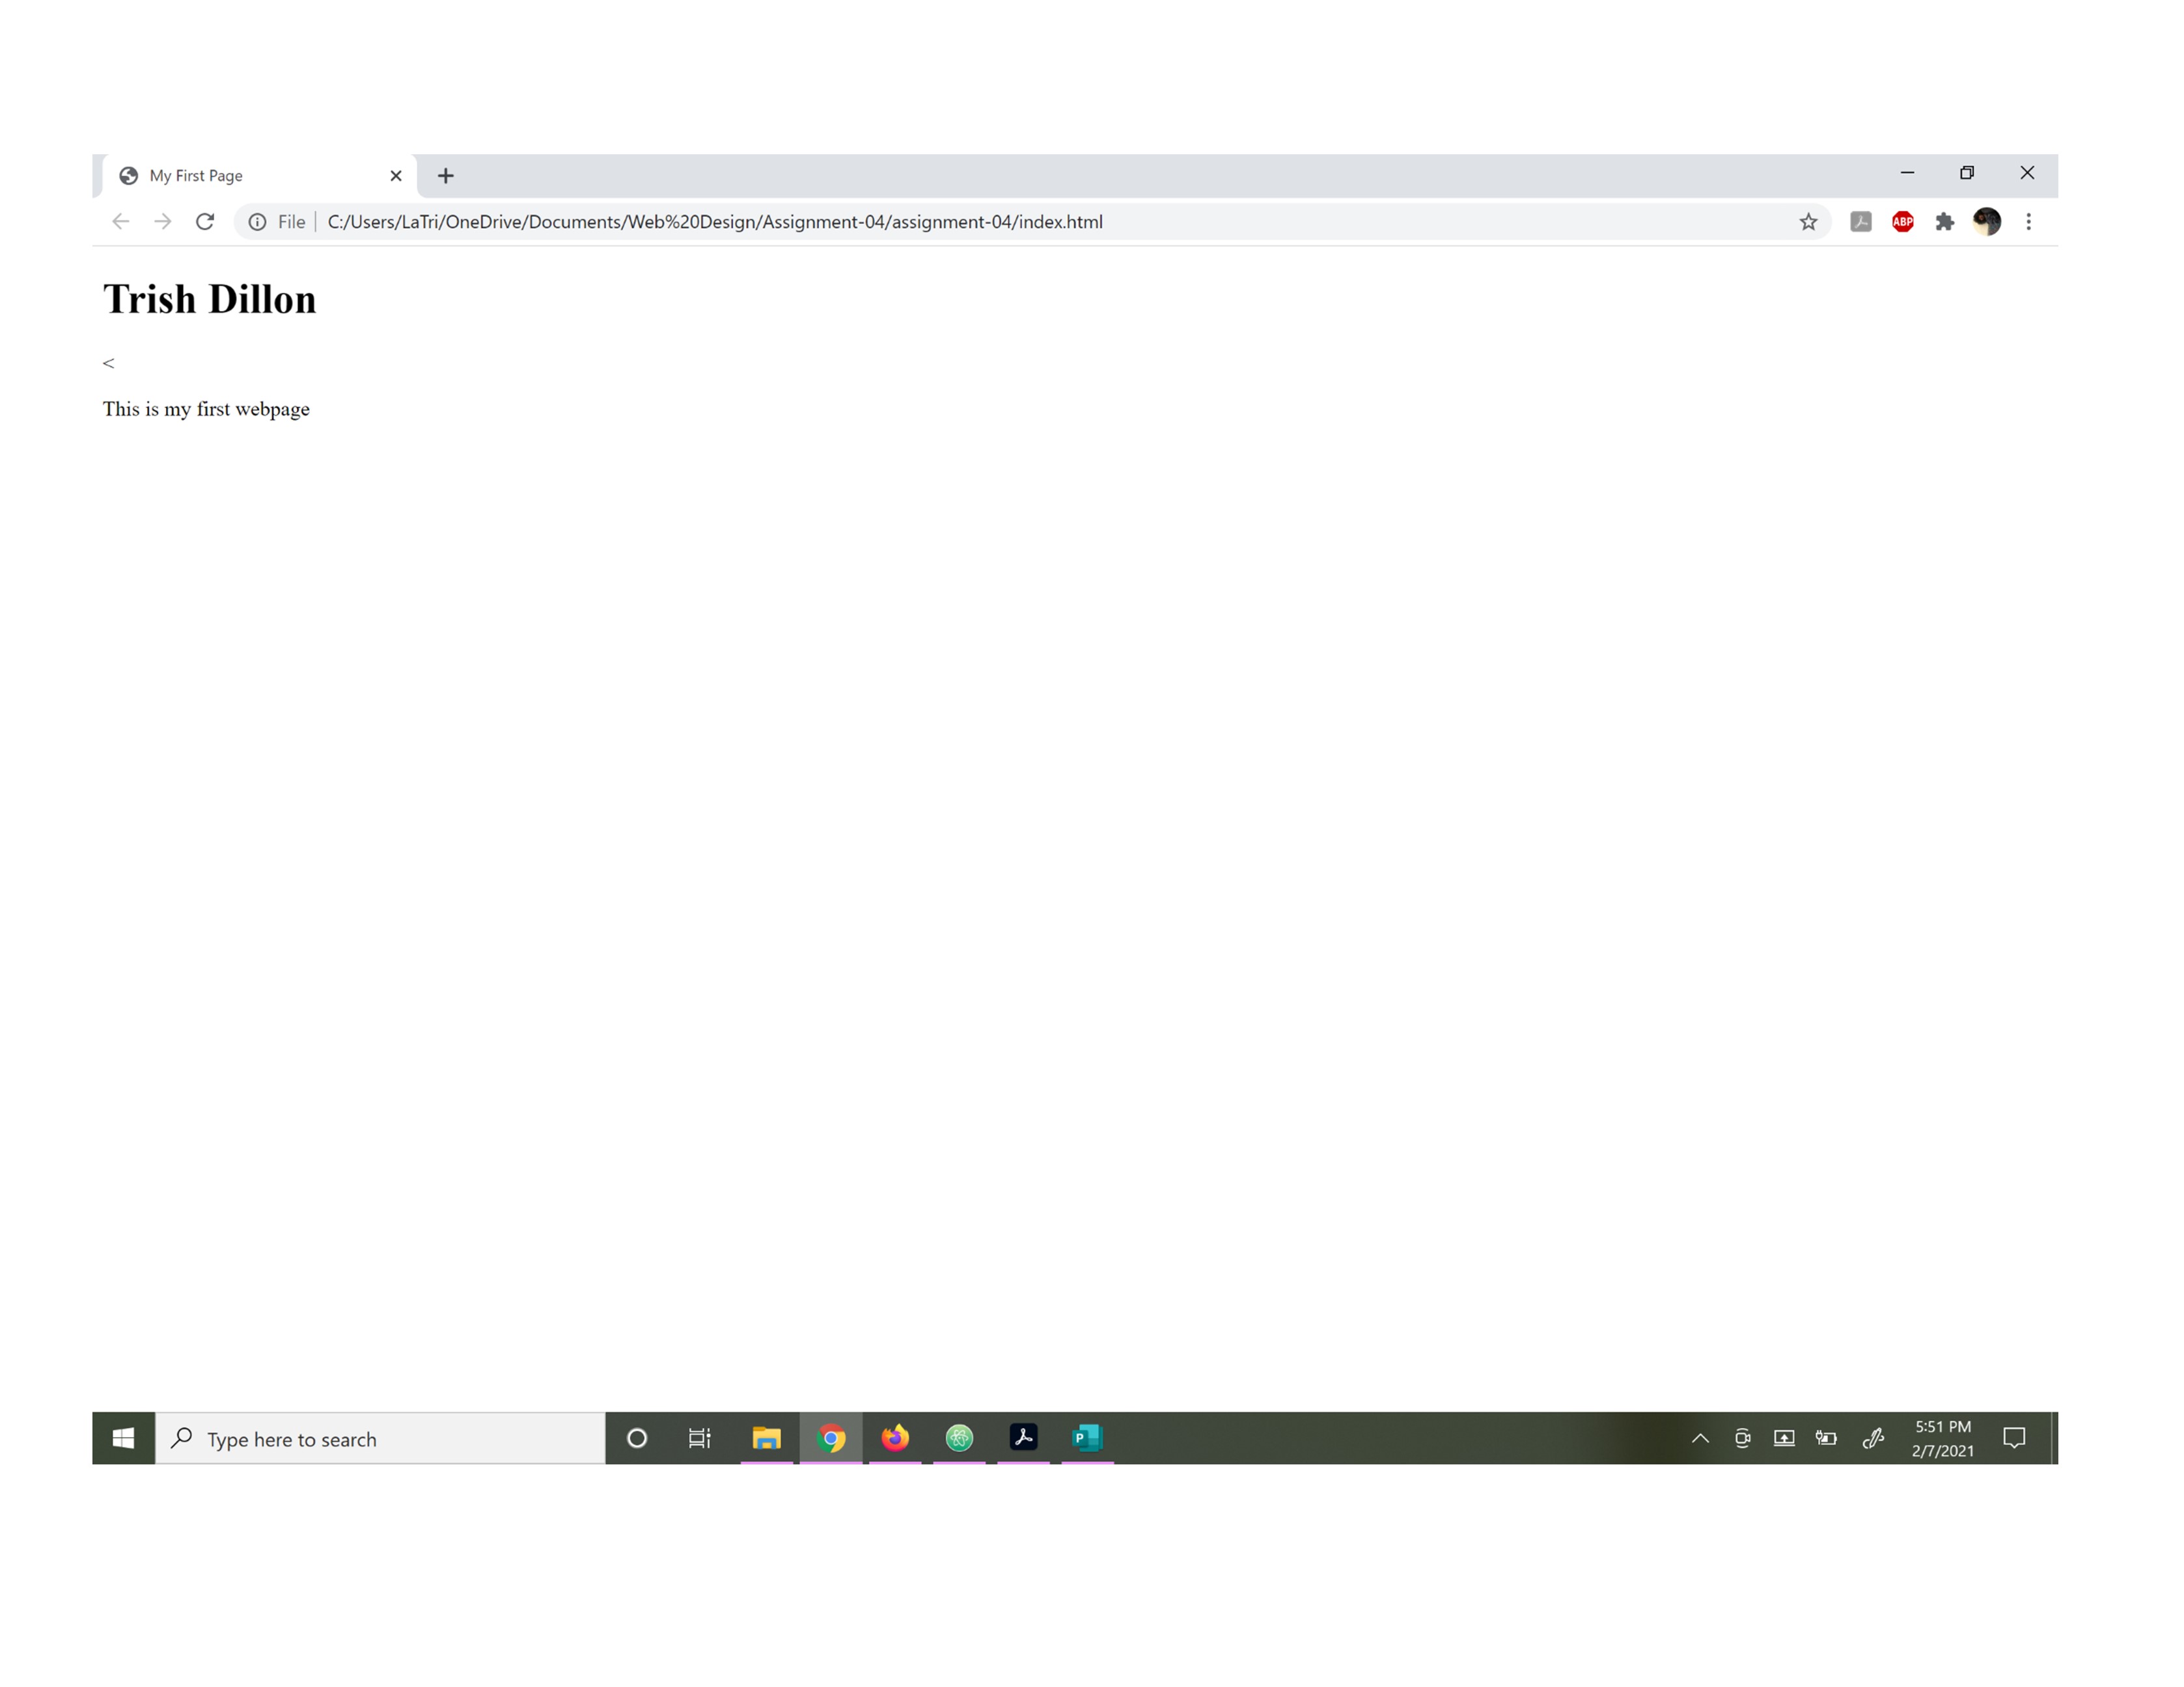 My First Page
File C:/Users/LaTri/OneDrive/Documents/Web%20Design/Assignment-04/assignment-04/index.html
ABP
Trish Dillon
<
This is my first webpage
Type here to search
P
5:51 PM
2/7/2021